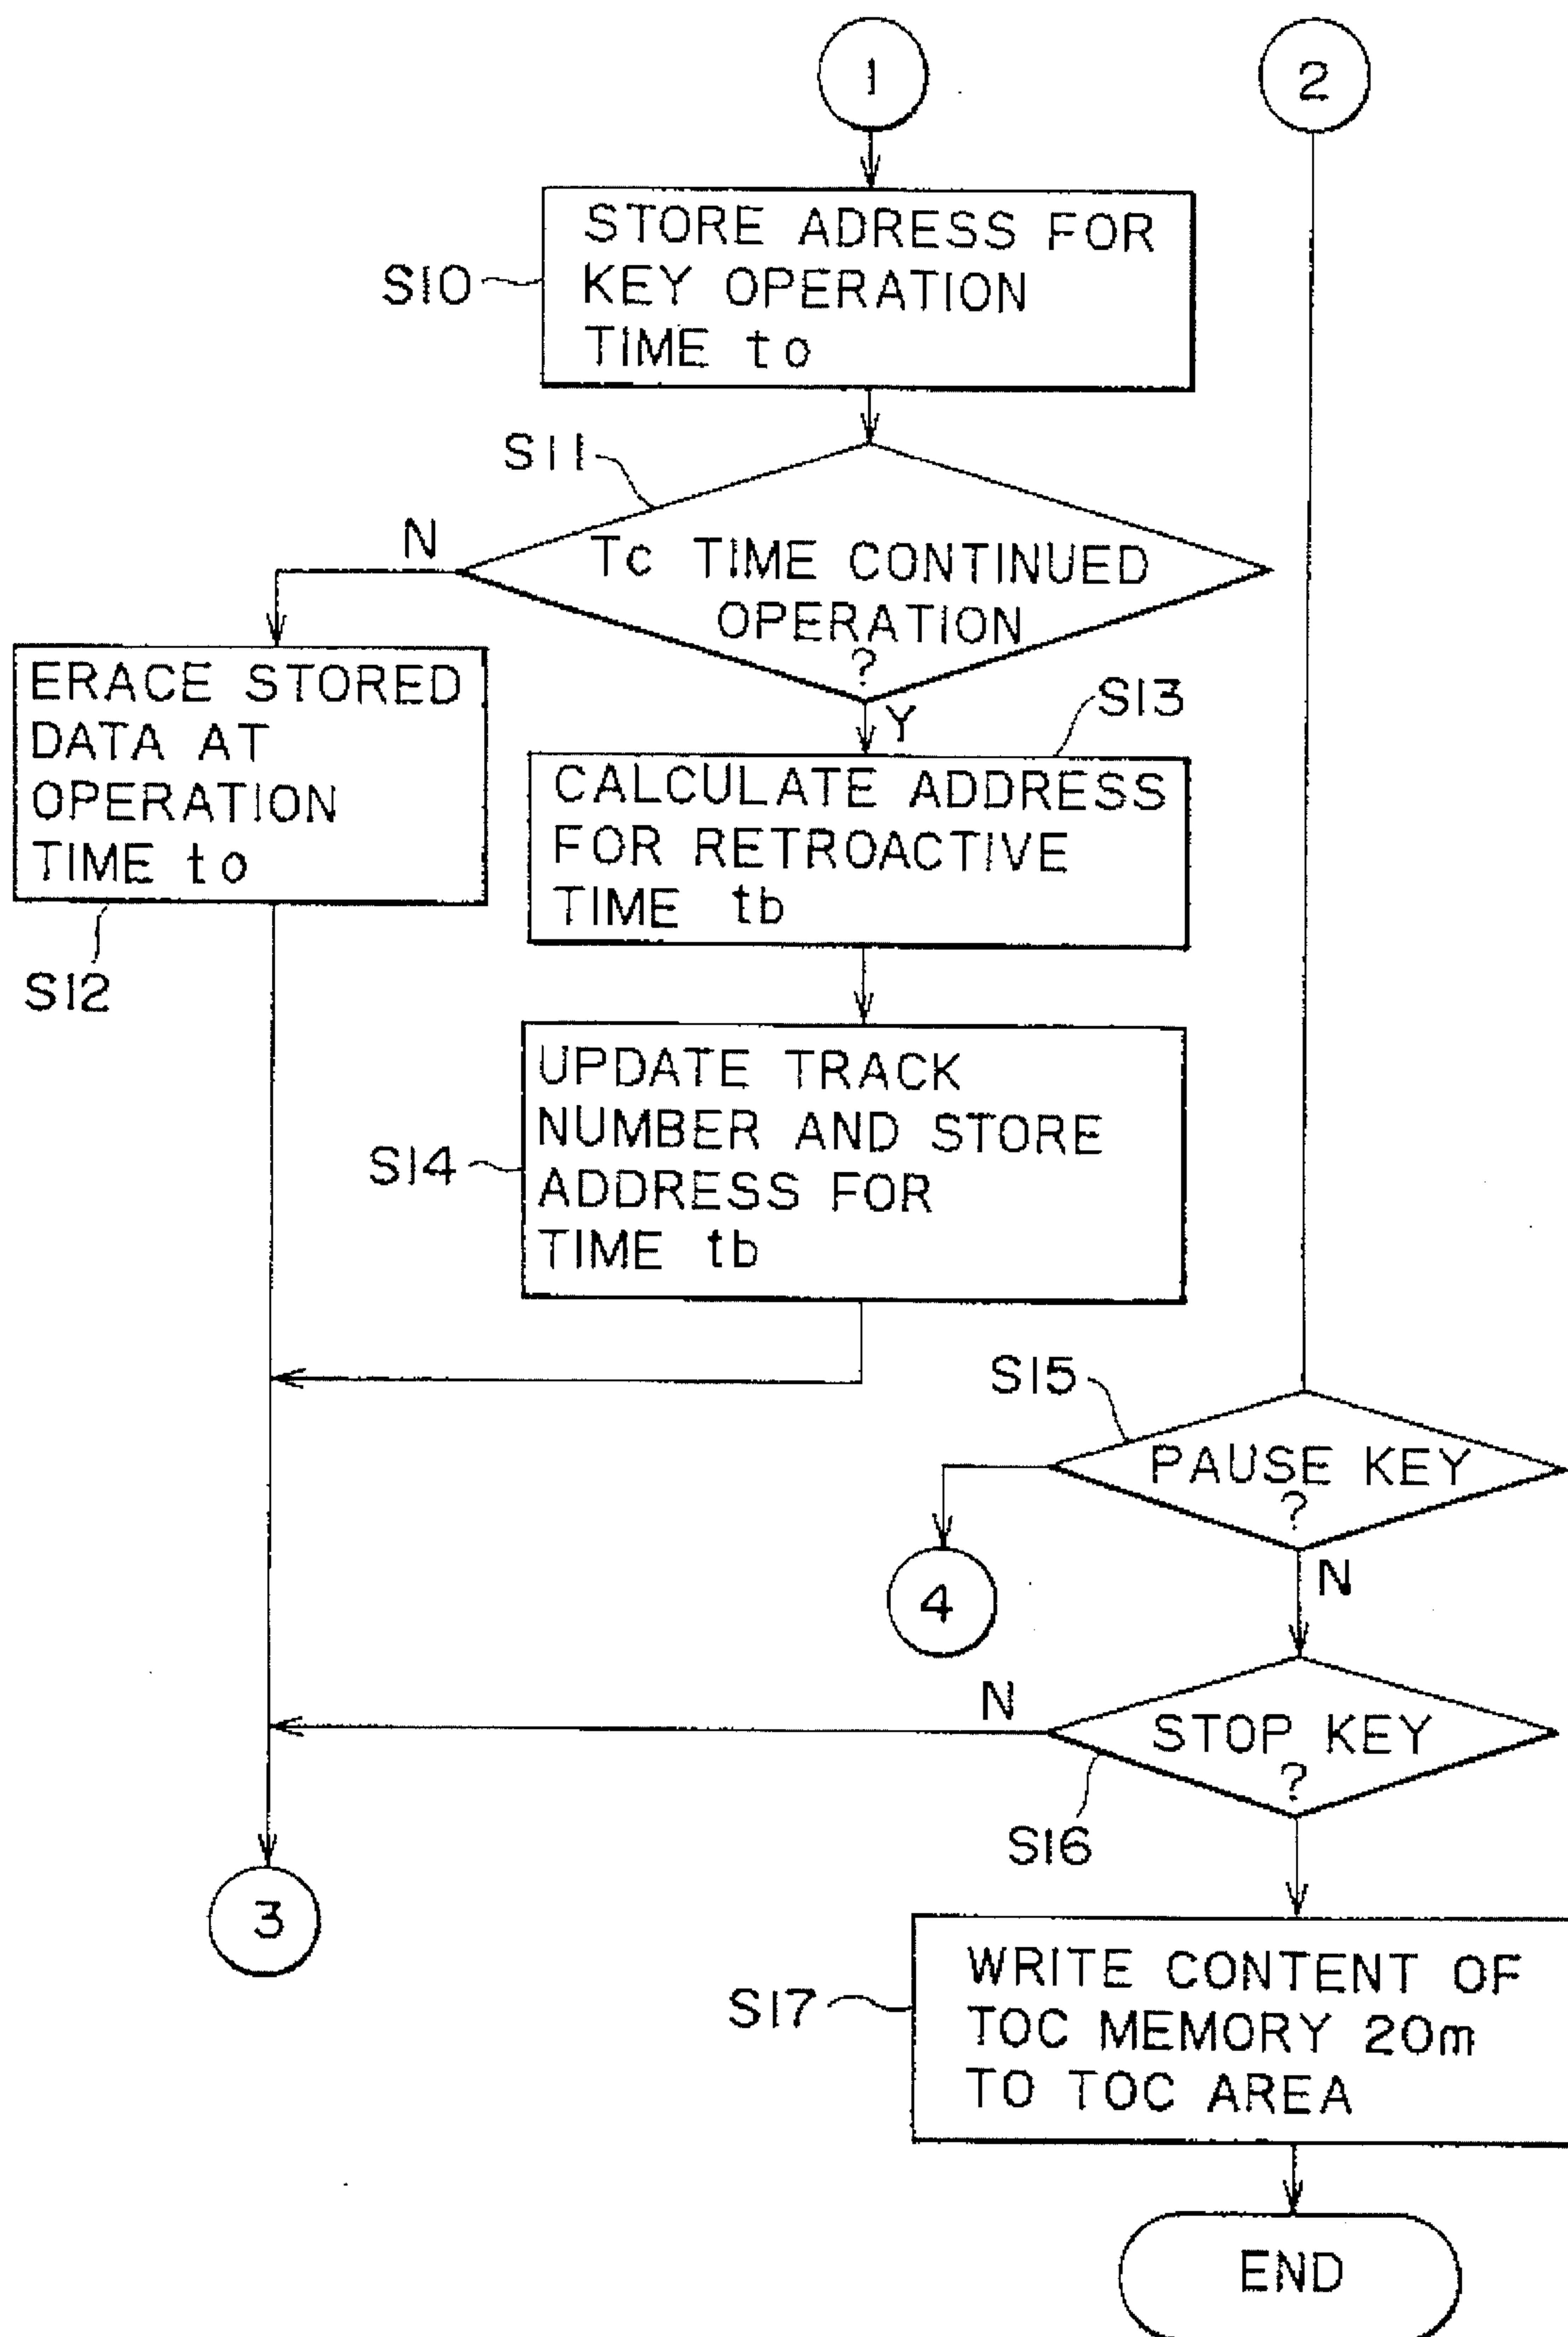 1
2
STORE ADRESS FOR
KEY OPERATION
TIME to
S10
S11
N
Tc TIME CONTINUED
OPERATION
?
Y
ERACE STORED
DATA AT
OPERATION
TIME to
S12
S13
CALCULATE ADDRESS
FOR RETROACTIVE
TIME tb
UPDATE TRACK
NUMBER AND STORE
ADDRESS FOR
TIME tb
S14
S15
PAUSE KEY
?
4
N
N
STOP KEY
?
S16
3
S17
WRITE CONTENT OF
TOC MEMORY 20m
TO TOC AREA
END